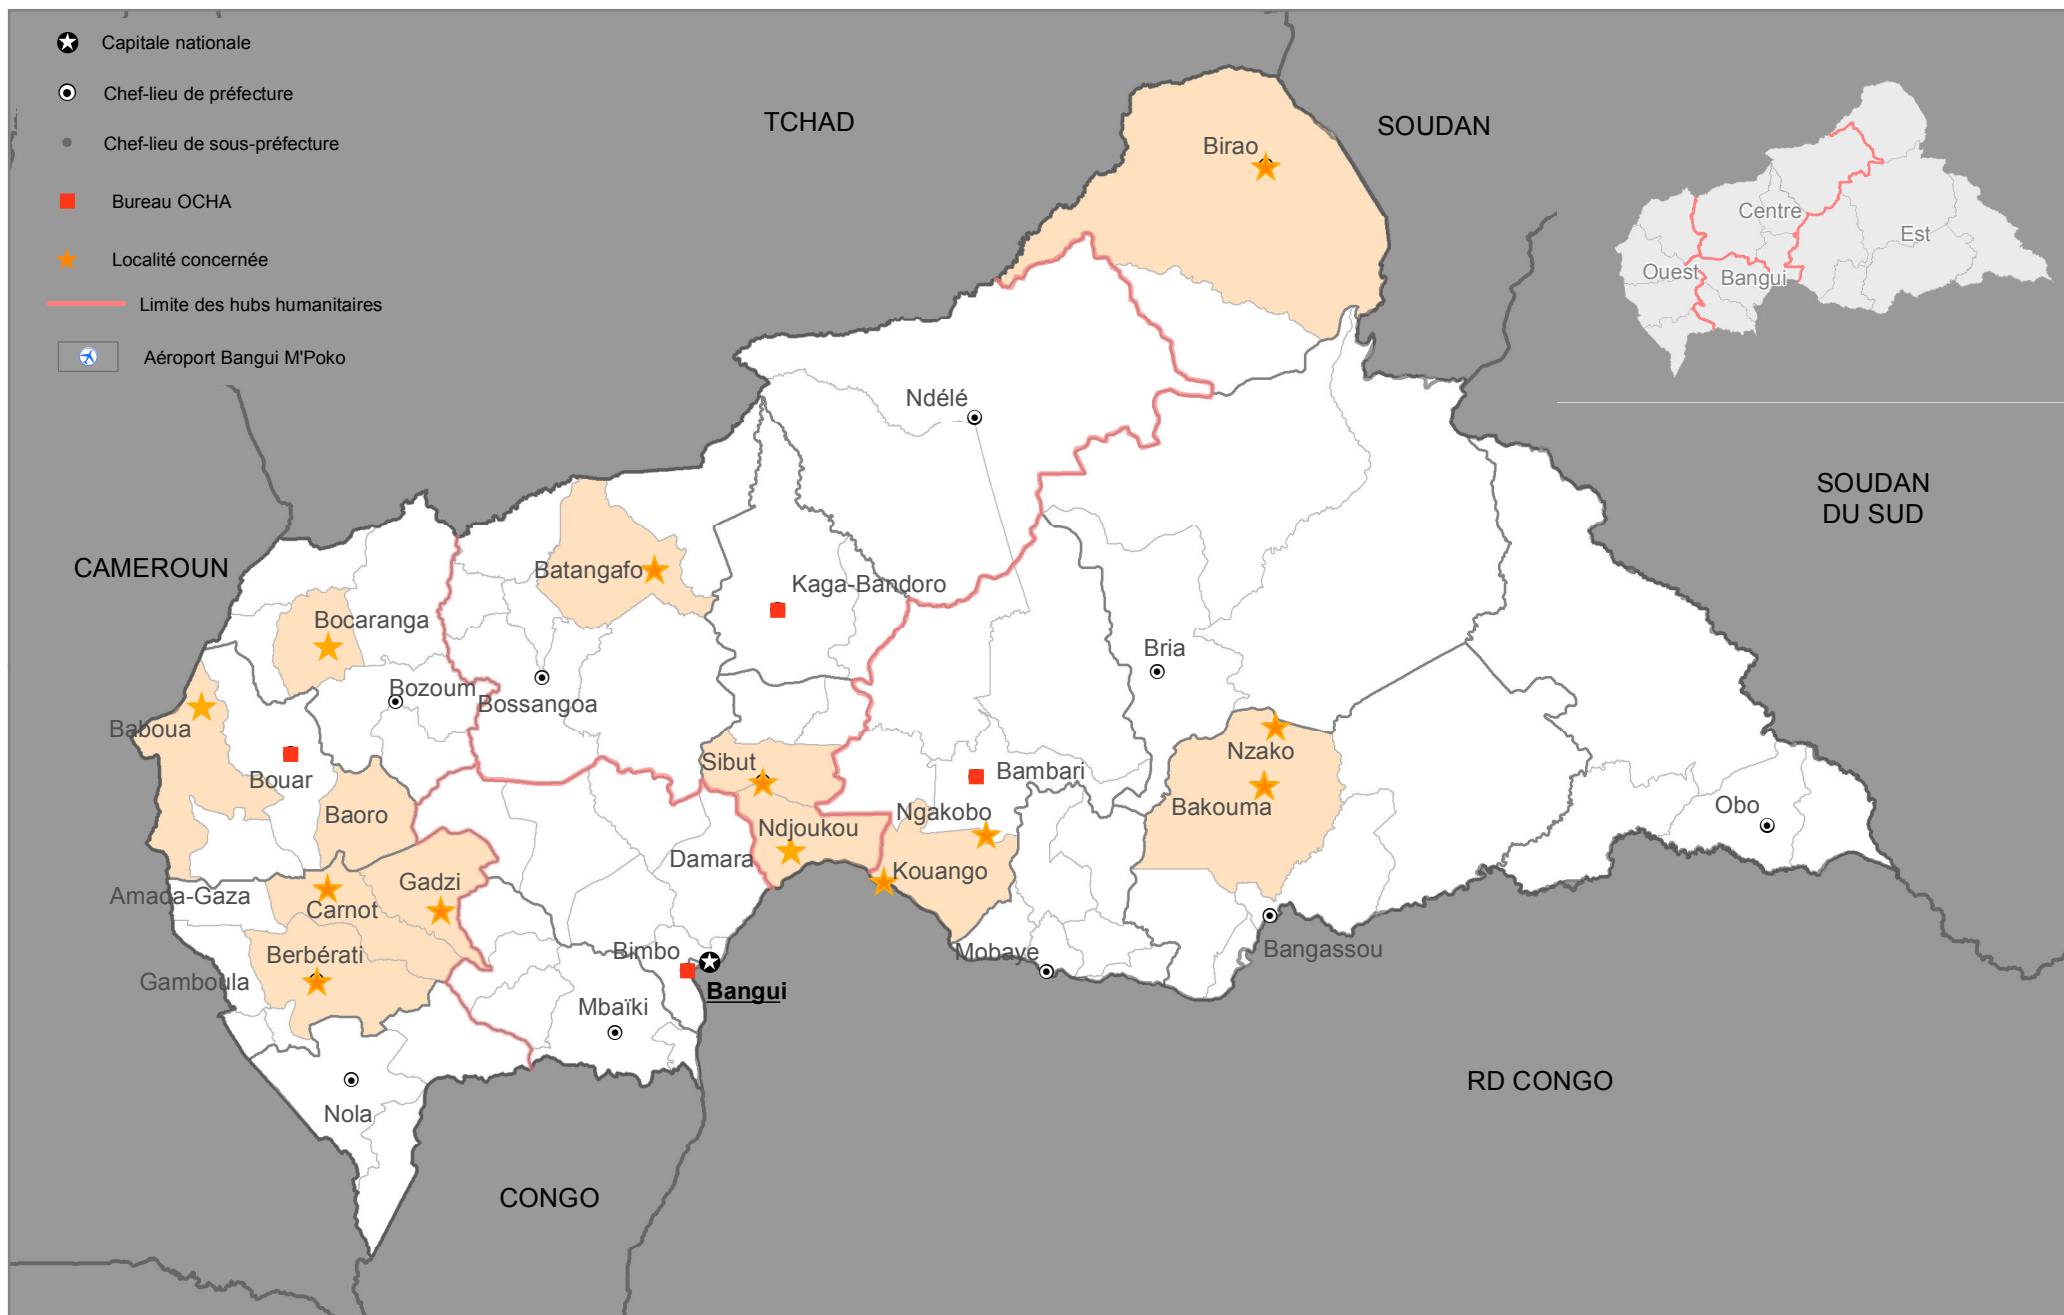 Capitale nationale
Chef-lieu de préfecture
Chef-lieu de sous-préfecture
Bureau OCHA
Localité concernée
Limite des hubs humanitaires
Aéroport Bangui M'Poko
TCHAD
SOUDAN
Birao
Centre
Est
Ouest
Bangui
Ndélé
SOUDAN
DU SUD
CAMEROUN
Batangafo
Kaga-Bandoro
Bocaranga
Bria
Bozoum
Bossangoa
Baboua
Bouar
Sibut
Bambari
Nzako
Bakouma
Obo
Baoro
Ndjoukou
Ngakobo
Damara
Kouango
Amada-Gaza
Carnot
Gadzi
Berbérati
Gamboula
Bimbo
Bangui
Mobaye
Bangassou
Mbaïki
Nola
RD CONGO
CONGO